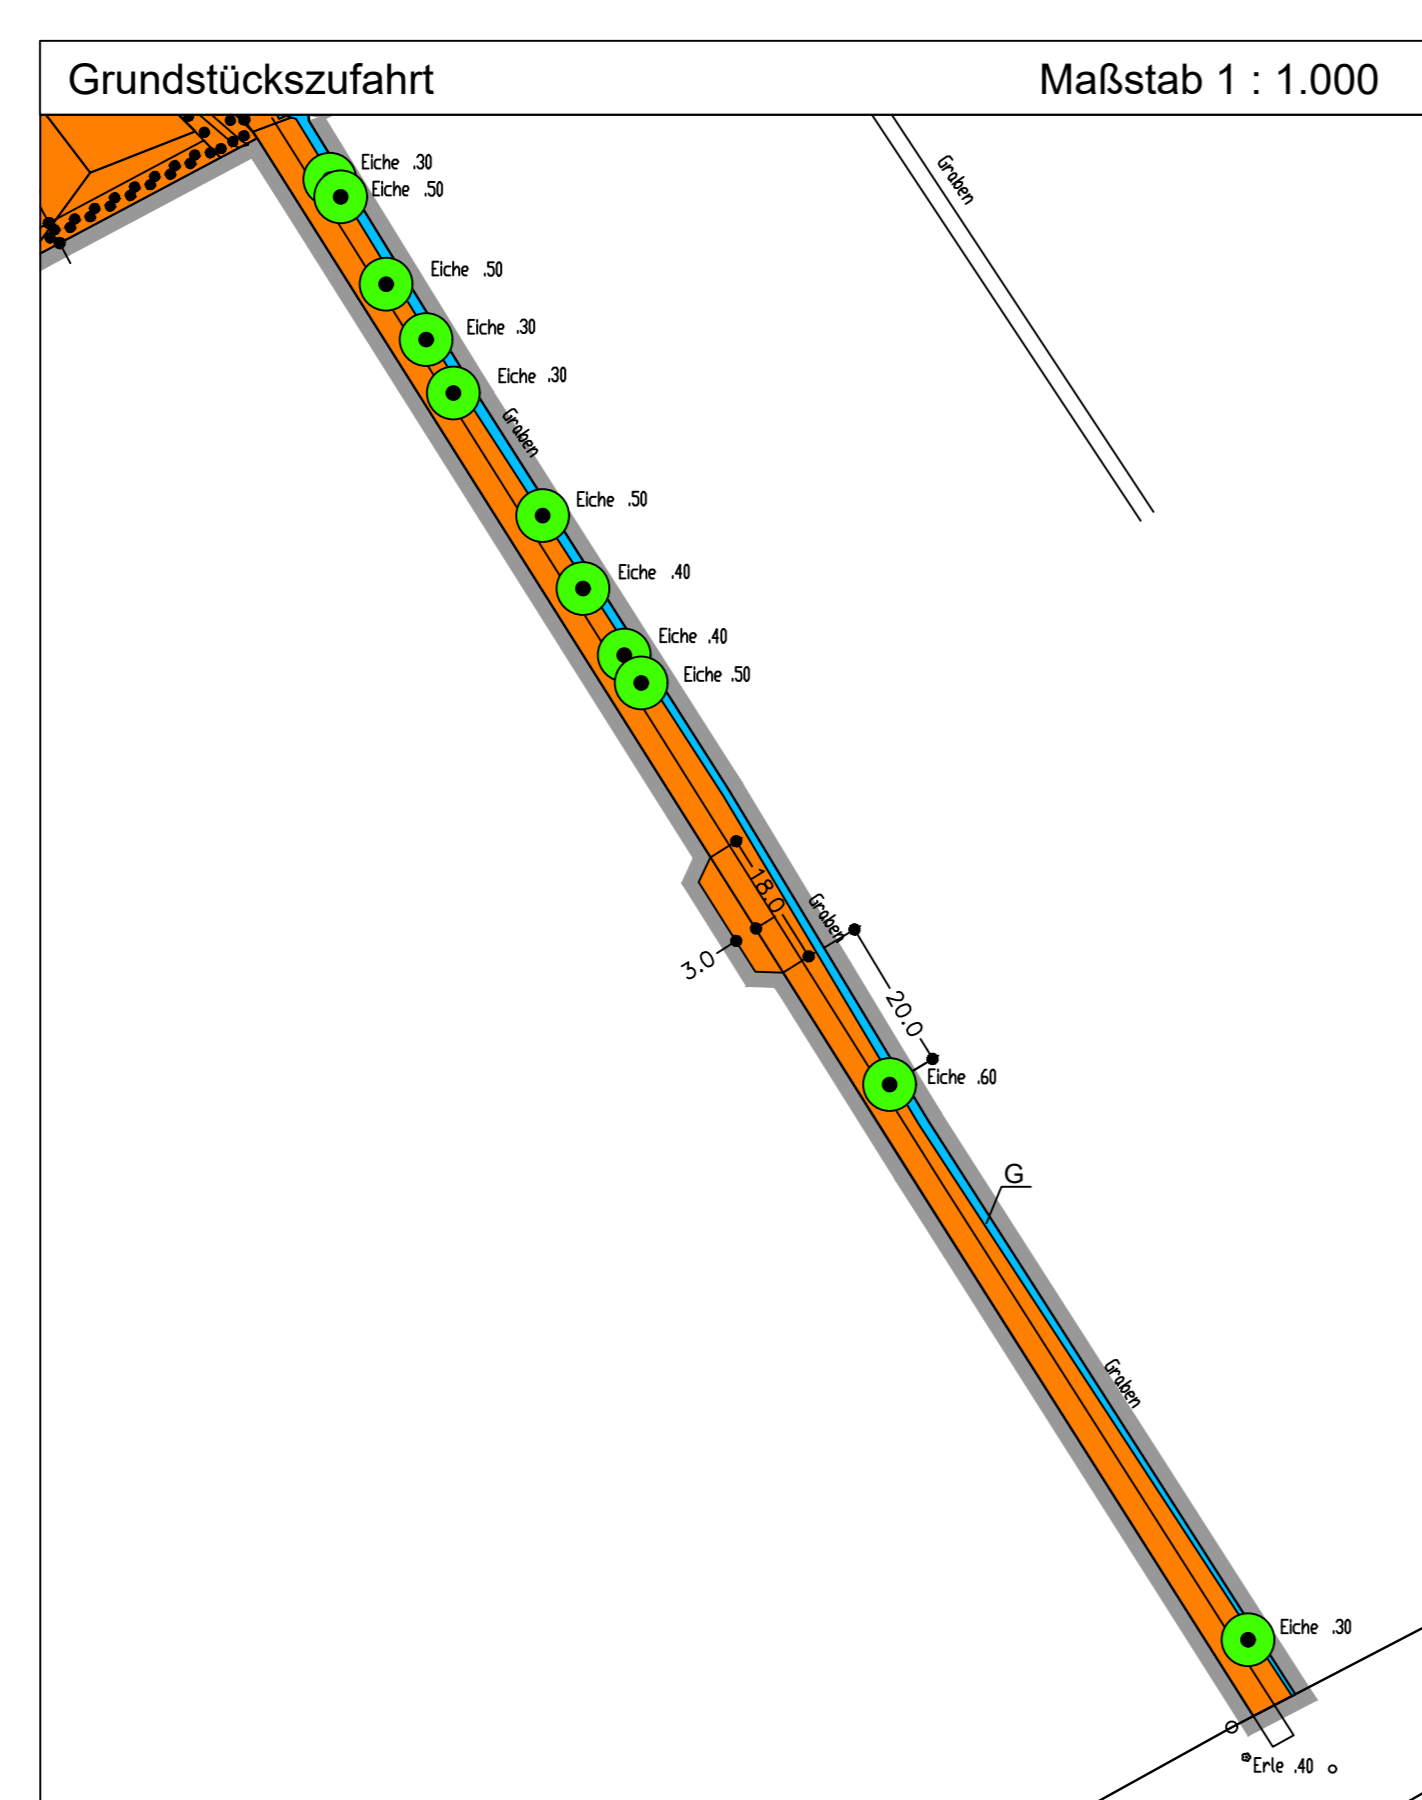 Grundstückszufahrt
Maßstab 1 : 1.000
Eiche .30
Graben
Eiche .50
Eiche .50
Eiche .30
Eiche .30
Graben
Eiche .50
Eiche .40
Eiche .40
Eiche .50
18.0
Graben
3.0
20.0
Eiche .60
G
Graben
Eiche .30
Erle .40